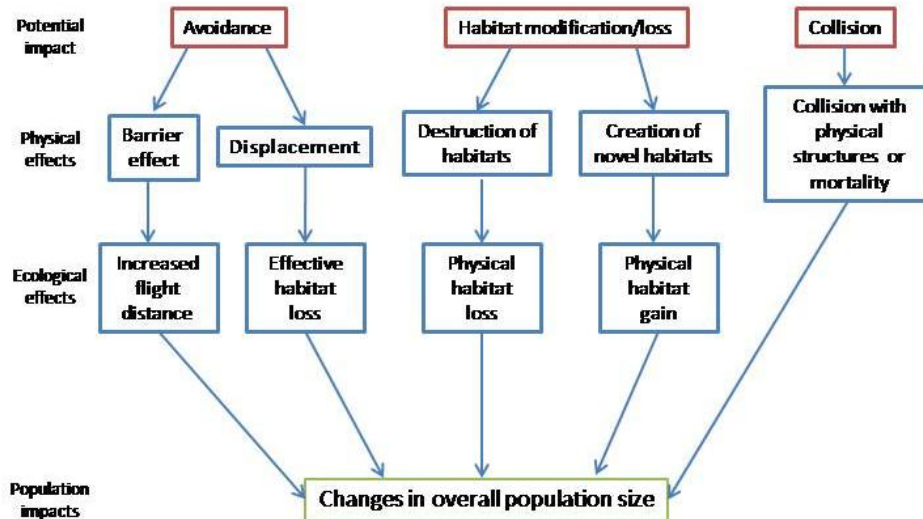 Potential
impact
Avoidance
Habitat modification/loss
Collision
Physical
effects
Barrier
effect
Displacement
Destruction of
habitats
Creation of
novel habitats
Collision with
physical
structures or
mortality
Ecological
effects
Increased
flight
distance
Effective
habitat
loss
Physical
habitat
loss
Physical
habitat
gain
Population
impacts
Changes in overall population size